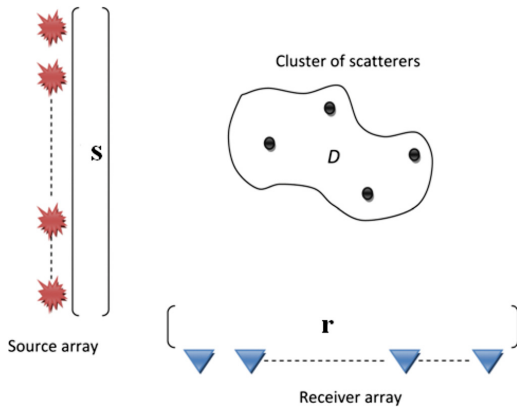 Cluster of scatterers
s
D
r
Source array
Receiver array